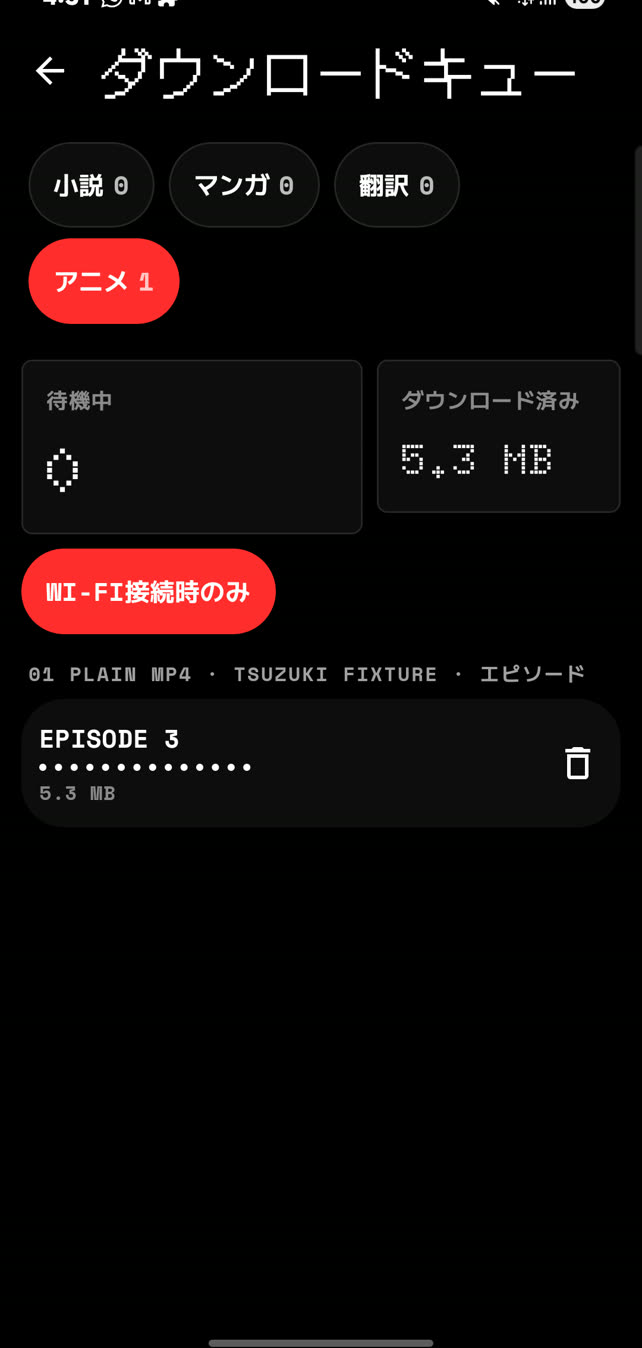 ダウンロードキュー
小説 0
マンガ 0
翻訳 0
アニメ 1
待機中
0
ダウンロード済み
5.3 MB
WI-FI接続時のみ
01 PLAIN MP4 · TSUZUKI FIXTURE · エピソード
EPISODE 3
5.3 MB